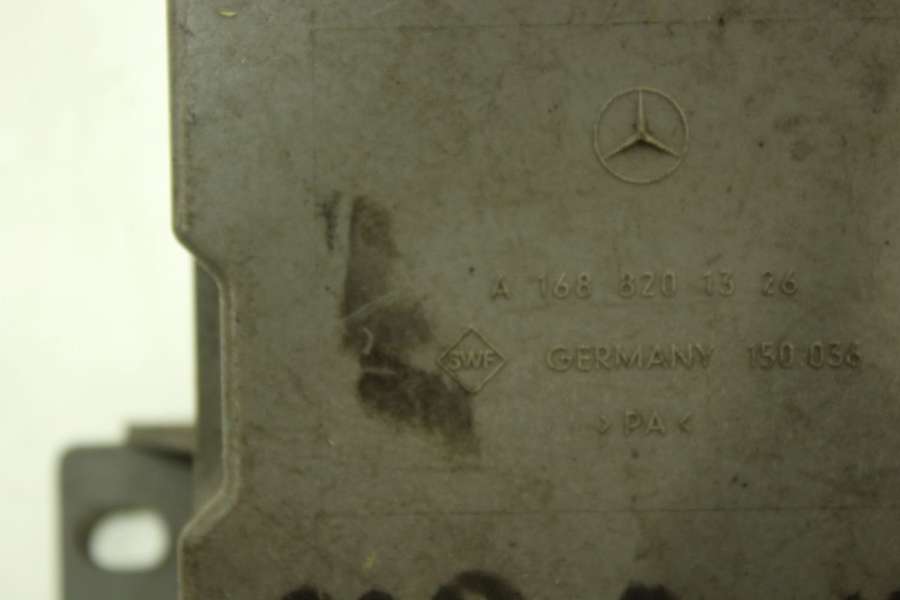 A 168 820 13 26
SWF GERMANY 150 036
>PA<